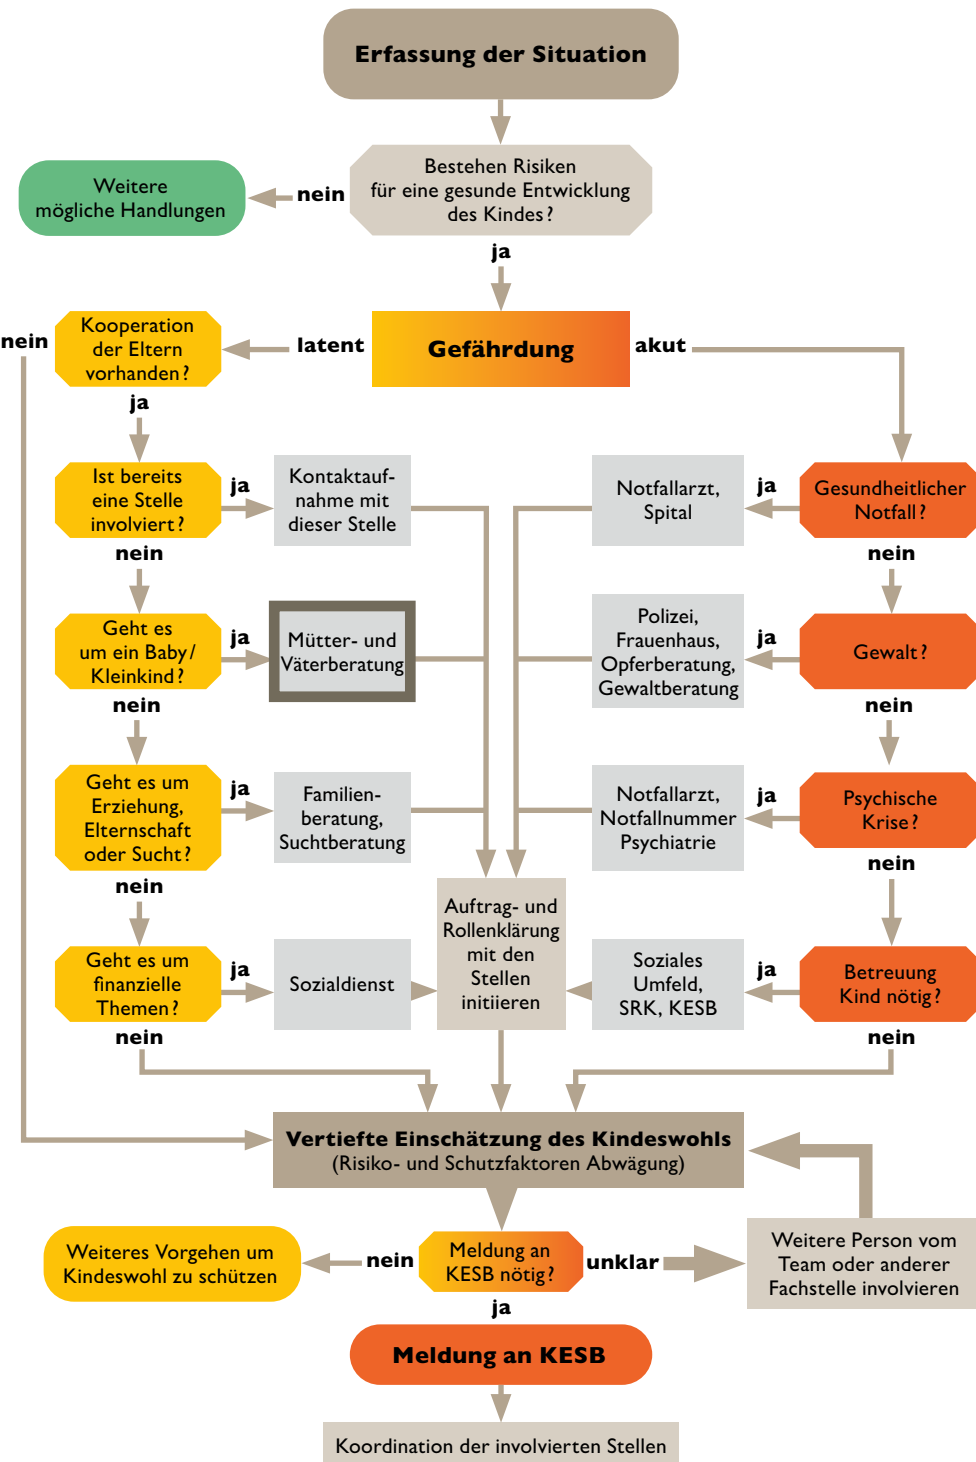 Erfassung der Situation
Bestehen Risiken
für eine gesunde Entwicklung
des Kindes?
nein
Weitere
mögliche Handlungen
ja
Gefährdung
latent
akut
nein
Kooperation
der Eltern
vorhanden?
ja
Ist bereits
eine Stelle
involviert?
ja
Kontaktauf-
nahme mit
dieser Stelle
nein
Geht es
um ein Baby/
Kleinkind?
ja
Mütter- und
Väterberatung
nein
Geht es um
Erziehung,
Elternschaft
oder Sucht?
ja
Familien-
beratung,
Suchtberatung
nein
Geht es um
finanzielle
Themen?
ja
Sozialdienst
nein
Gesundheitlicher
Notfall?
ja
Notfallarzt,
Spital
nein
Gewalt?
ja
Polizei,
Frauenhaus,
Opferberatung,
Gewaltberatung
nein
Psychische
Krise?
ja
Notfallarzt,
Notfallnummer
Psychiatrie
nein
Betreuung
Kind nötig?
ja
Soziales
Umfeld,
SRK, KESB
nein
Auftrag- und
Rollenklärung
mit den
Stellen
initiieren
Vertiefte Einschätzung des Kindeswohls
(Risiko- und Schutzfaktoren Abwägung)
Meldung an
KESB nötig?
nein
Weiteres Vorgehen um
Kindeswohl zu schützen
unklar
Weitere Person vom
Team oder anderer
Fachstelle involvieren
ja
Meldung an KESB
Koordination der involvierten Stellen